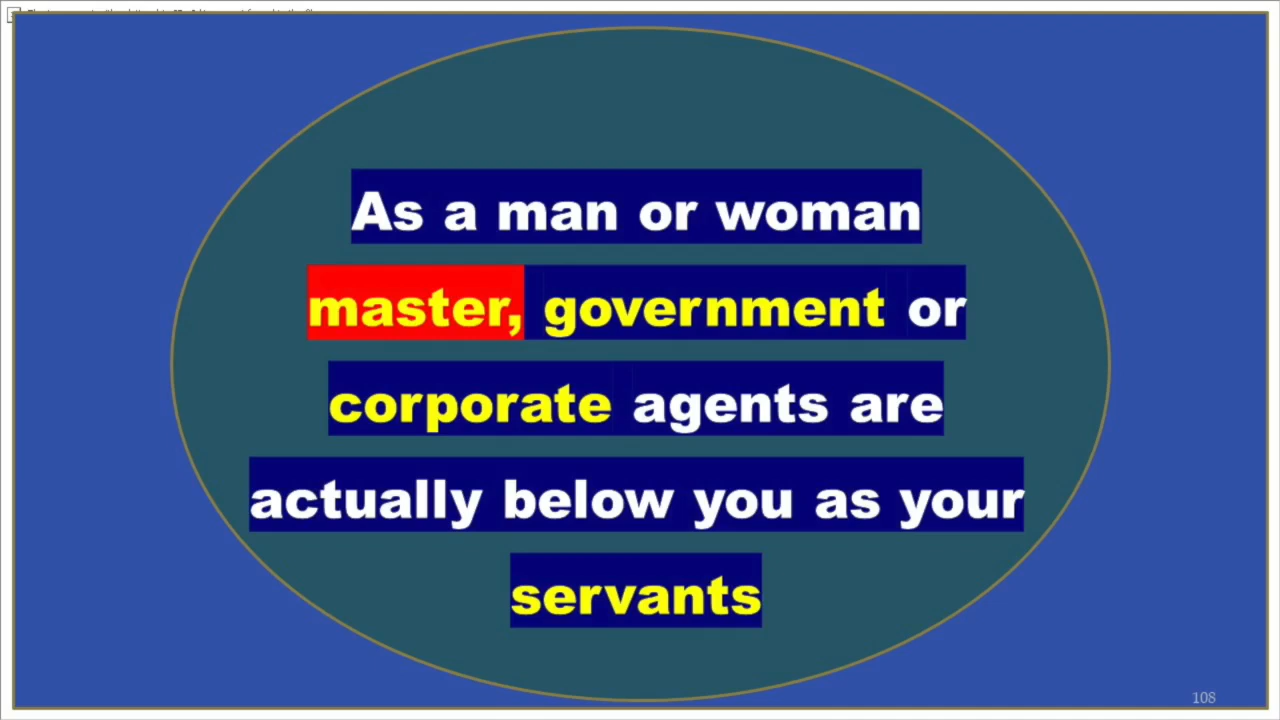 As a man or woman
master, government or
corporate agents are
actually below you as your
servants
108